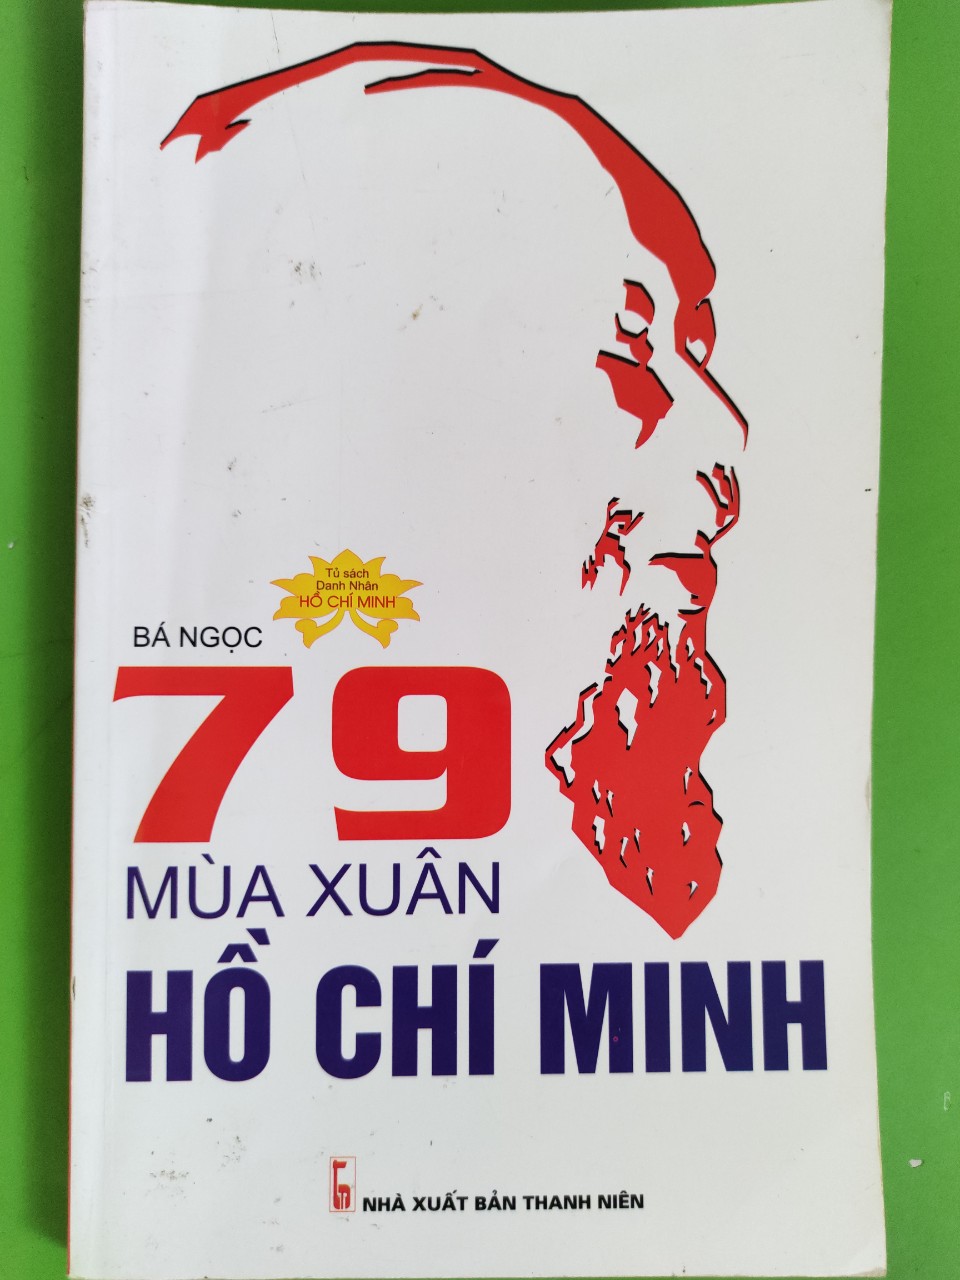 Tủ sách
Danh Nhân
HỒ CHÍ MINH
BÁ NGỌC
79
MÙA XUÂN
HỒ CHÍ MINH
NHÀ XUẤT BẢN THANH NIÊN